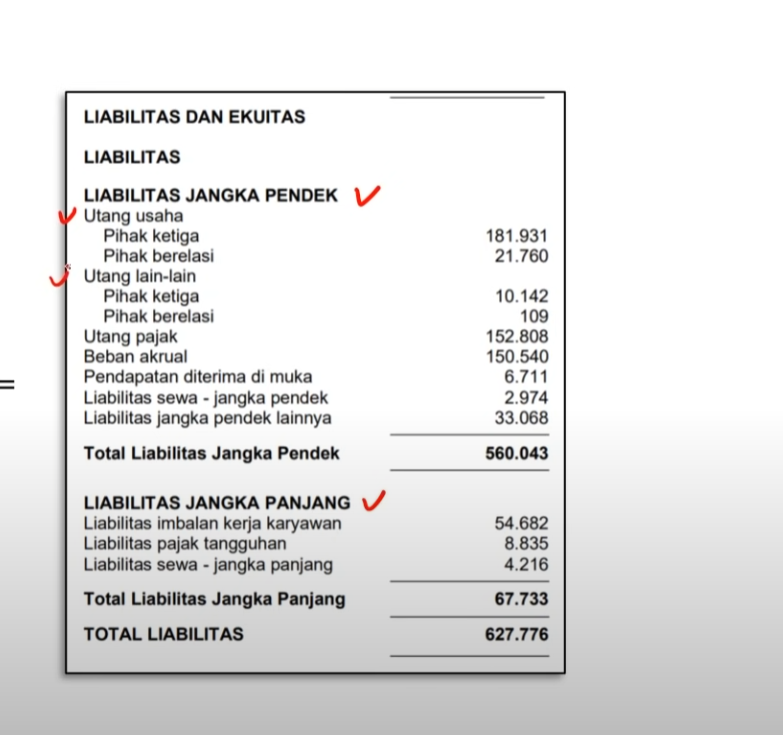 LIABILITAS DAN EKUITAS
LIABILITAS
LIABILITAS JANGKA PENDEK
Utang usaha
Pihak ketiga 181.931
Pihak berelasi 21.760
Utang lain-lain
Pihak ketiga 10.142
Pihak berelasi 109
Utang pajak 152.808
Beban akrual 150.540
Pendapatan diterima di muka 6.711
Liabilitas sewa - jangka pendek 2.974
Liabilitas jangka pendek lainnya 33.068
Total Liabilitas Jangka Pendek 560.043
LIABILITAS JANGKA PANJANG
Liabilitas imbalan kerja karyawan 54.682
Liabilitas pajak tangguhan 8.835
Liabilitas sewa - jangka panjang 4.216
Total Liabilitas Jangka Panjang 67.733
TOTAL LIABILITAS 627.776
=